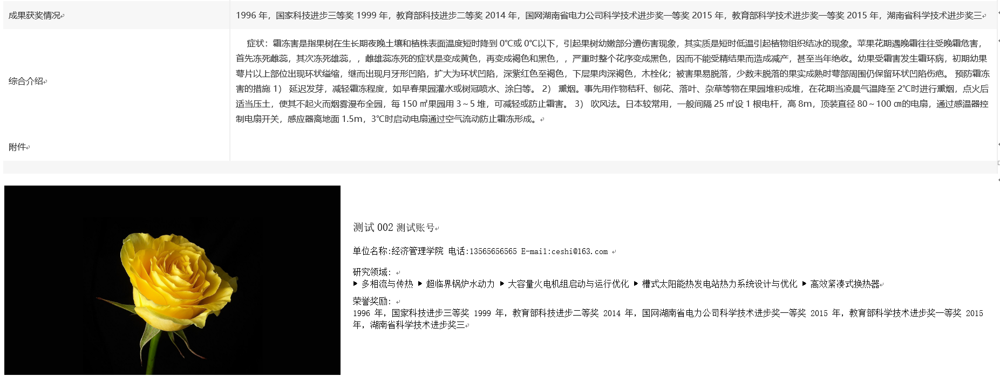 成果获奖情况
1996 年，国家科技进步三等奖 1999 年，教育部科技进步二等奖 2014 年，国网湖南省电力公司科学技术进步奖一等奖 2015 年，教育部科学技术进步奖一等奖 2015 年，湖南省科学技术进步奖三
综合介绍
症状：霜冻害是指果树在生长期夜晚土壤和植株表面温度短时降到 0℃或 0℃以下，引起果树幼嫩部分遭伤害现象，其实质是短时低温引起植物组织结冰的现象。苹果花期遇晚霜往往受晚霜危害，
首先冻死雌蕊，其次冻死雄蕊，，雌雄蕊冻死的症状是变成黄色，再变成褐色和黑色，，严重时整个花序变成黑色，因而不能受精结果而造成减产，甚至当年绝收。幼果受霜害发生霜环病，初期幼果
萼片以上部位出现环状缢缩，继而出现月牙形凹陷，扩大为环状凹陷，深紫红色至褐色，下层果肉深褐色，木栓化；被害果易脱落，少数未脱落的果实成熟时萼部周围仍保留环状凹陷伤疤。 预防霜冻
害的措施 1） 延迟发芽，减轻霜冻程度，如早春果园灌水或树冠喷水、涂白等。 2） 熏烟。事先用作物秸秆、刨花、落叶、杂草等物在果园堆积成堆，在花期当凌晨气温降至 2℃时进行熏烟，点火后
适当压土，使其不起火而烟雾漫布全园，每 150 ㎡果园用 3～5 堆，可减轻或防止霜害。 3） 吹风法。日本较常用，一般间隔 25 ㎡设 1 根电杆，高 8m，顶装直径 80～100 ㎝的电扇，通过感温器控
制电扇开关，感应器离地面 1.5m，3℃时启动电扇通过空气流动防止霜冻形成。
附件
测试 002 测试账号
单位名称:经济管理学院 电话:13565656565 E-mail:ceshi@163.com
研究领域：
▶ 多相流与传热 ▶ 超临界锅炉水动力 ▶ 大容量火电机组启动与运行优化 ▶ 槽式太阳能热发电站热力系统设计与优化 ▶ 高效紧凑式换热器
荣誉奖励：
1996 年，国家科技进步三等奖 1999 年，教育部科技进步二等奖 2014 年，国网湖南省电力公司科学技术进步奖一等奖 2015 年，教育部科学技术进步奖一等奖 2015
年，湖南省科学技术进步奖三